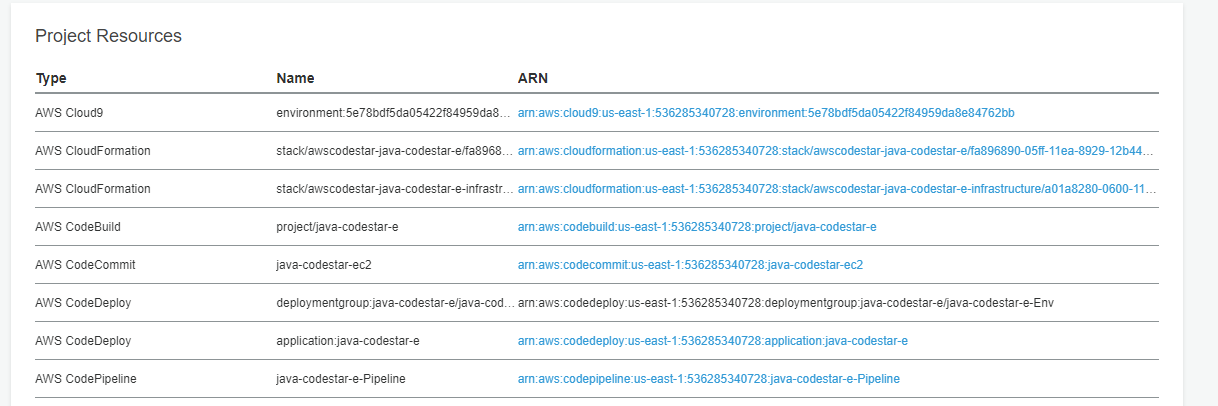 Project Resources
Type Name ARN
AWS Cloud9 environment:5e78bdf5da05422f84959da8... arn:aws:cloud9:us-east-1:536285340728:environment:5e78bdf5da05422f84959da8e84762bb
AWS CloudFormation stack/awscodestar-java-codestar-e/fa8968... arn:aws:cloudformation:us-east-1:536285340728:stack/awscodestar-java-codestar-e/fa896890-05ff-11ea-8929-12b44...
AWS CloudFormation stack/awscodestar-java-codestar-e-infrastr... arn:aws:cloudformation:us-east-1:536285340728:stack/awscodestar-java-codestar-e-infrastructure/a01a8280-0600-11...
AWS CodeBuild project/java-codestar-e arn:aws:codebuild:us-east-1:536285340728:project/java-codestar-e
AWS CodeCommit java-codestar-ec2 arn:aws:codecommit:us-east-1:536285340728:java-codestar-ec2
AWS CodeDeploy deploymentgroup:java-codestar-e/java-cod... arn:aws:codedeploy:us-east-1:536285340728:deploymentgroup:java-codestar-e/java-codestar-e-Env
AWS CodeDeploy application:java-codestar-e arn:aws:codedeploy:us-east-1:536285340728:application:java-codestar-e
AWS CodePipeline java-codestar-e-Pipeline arn:aws:codepipeline:us-east-1:536285340728:java-codestar-e-Pipeline